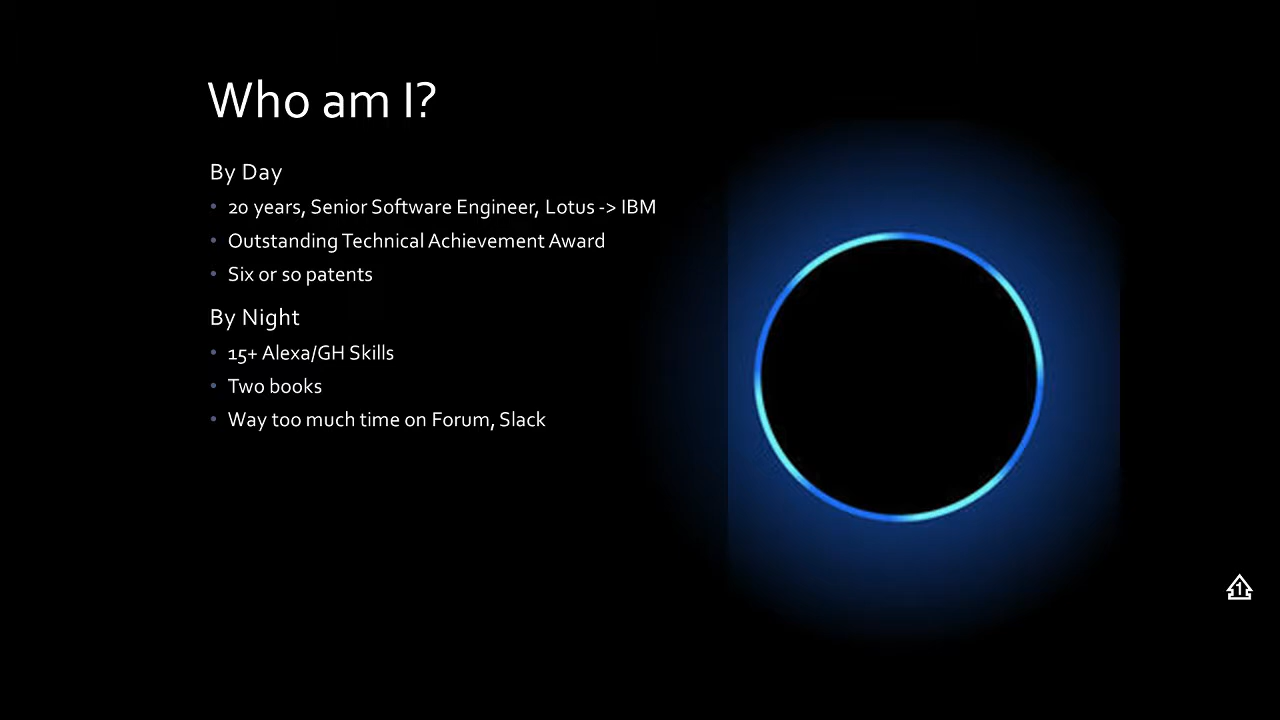 Who am I?
By Day
• 20 years, Senior Software Engineer, Lotus -> IBM
• Outstanding Technical Achievement Award
• Six or so patents
By Night
• 15+ Alexa/GH Skills
• Two books
• Way too much time on Forum, Slack
1